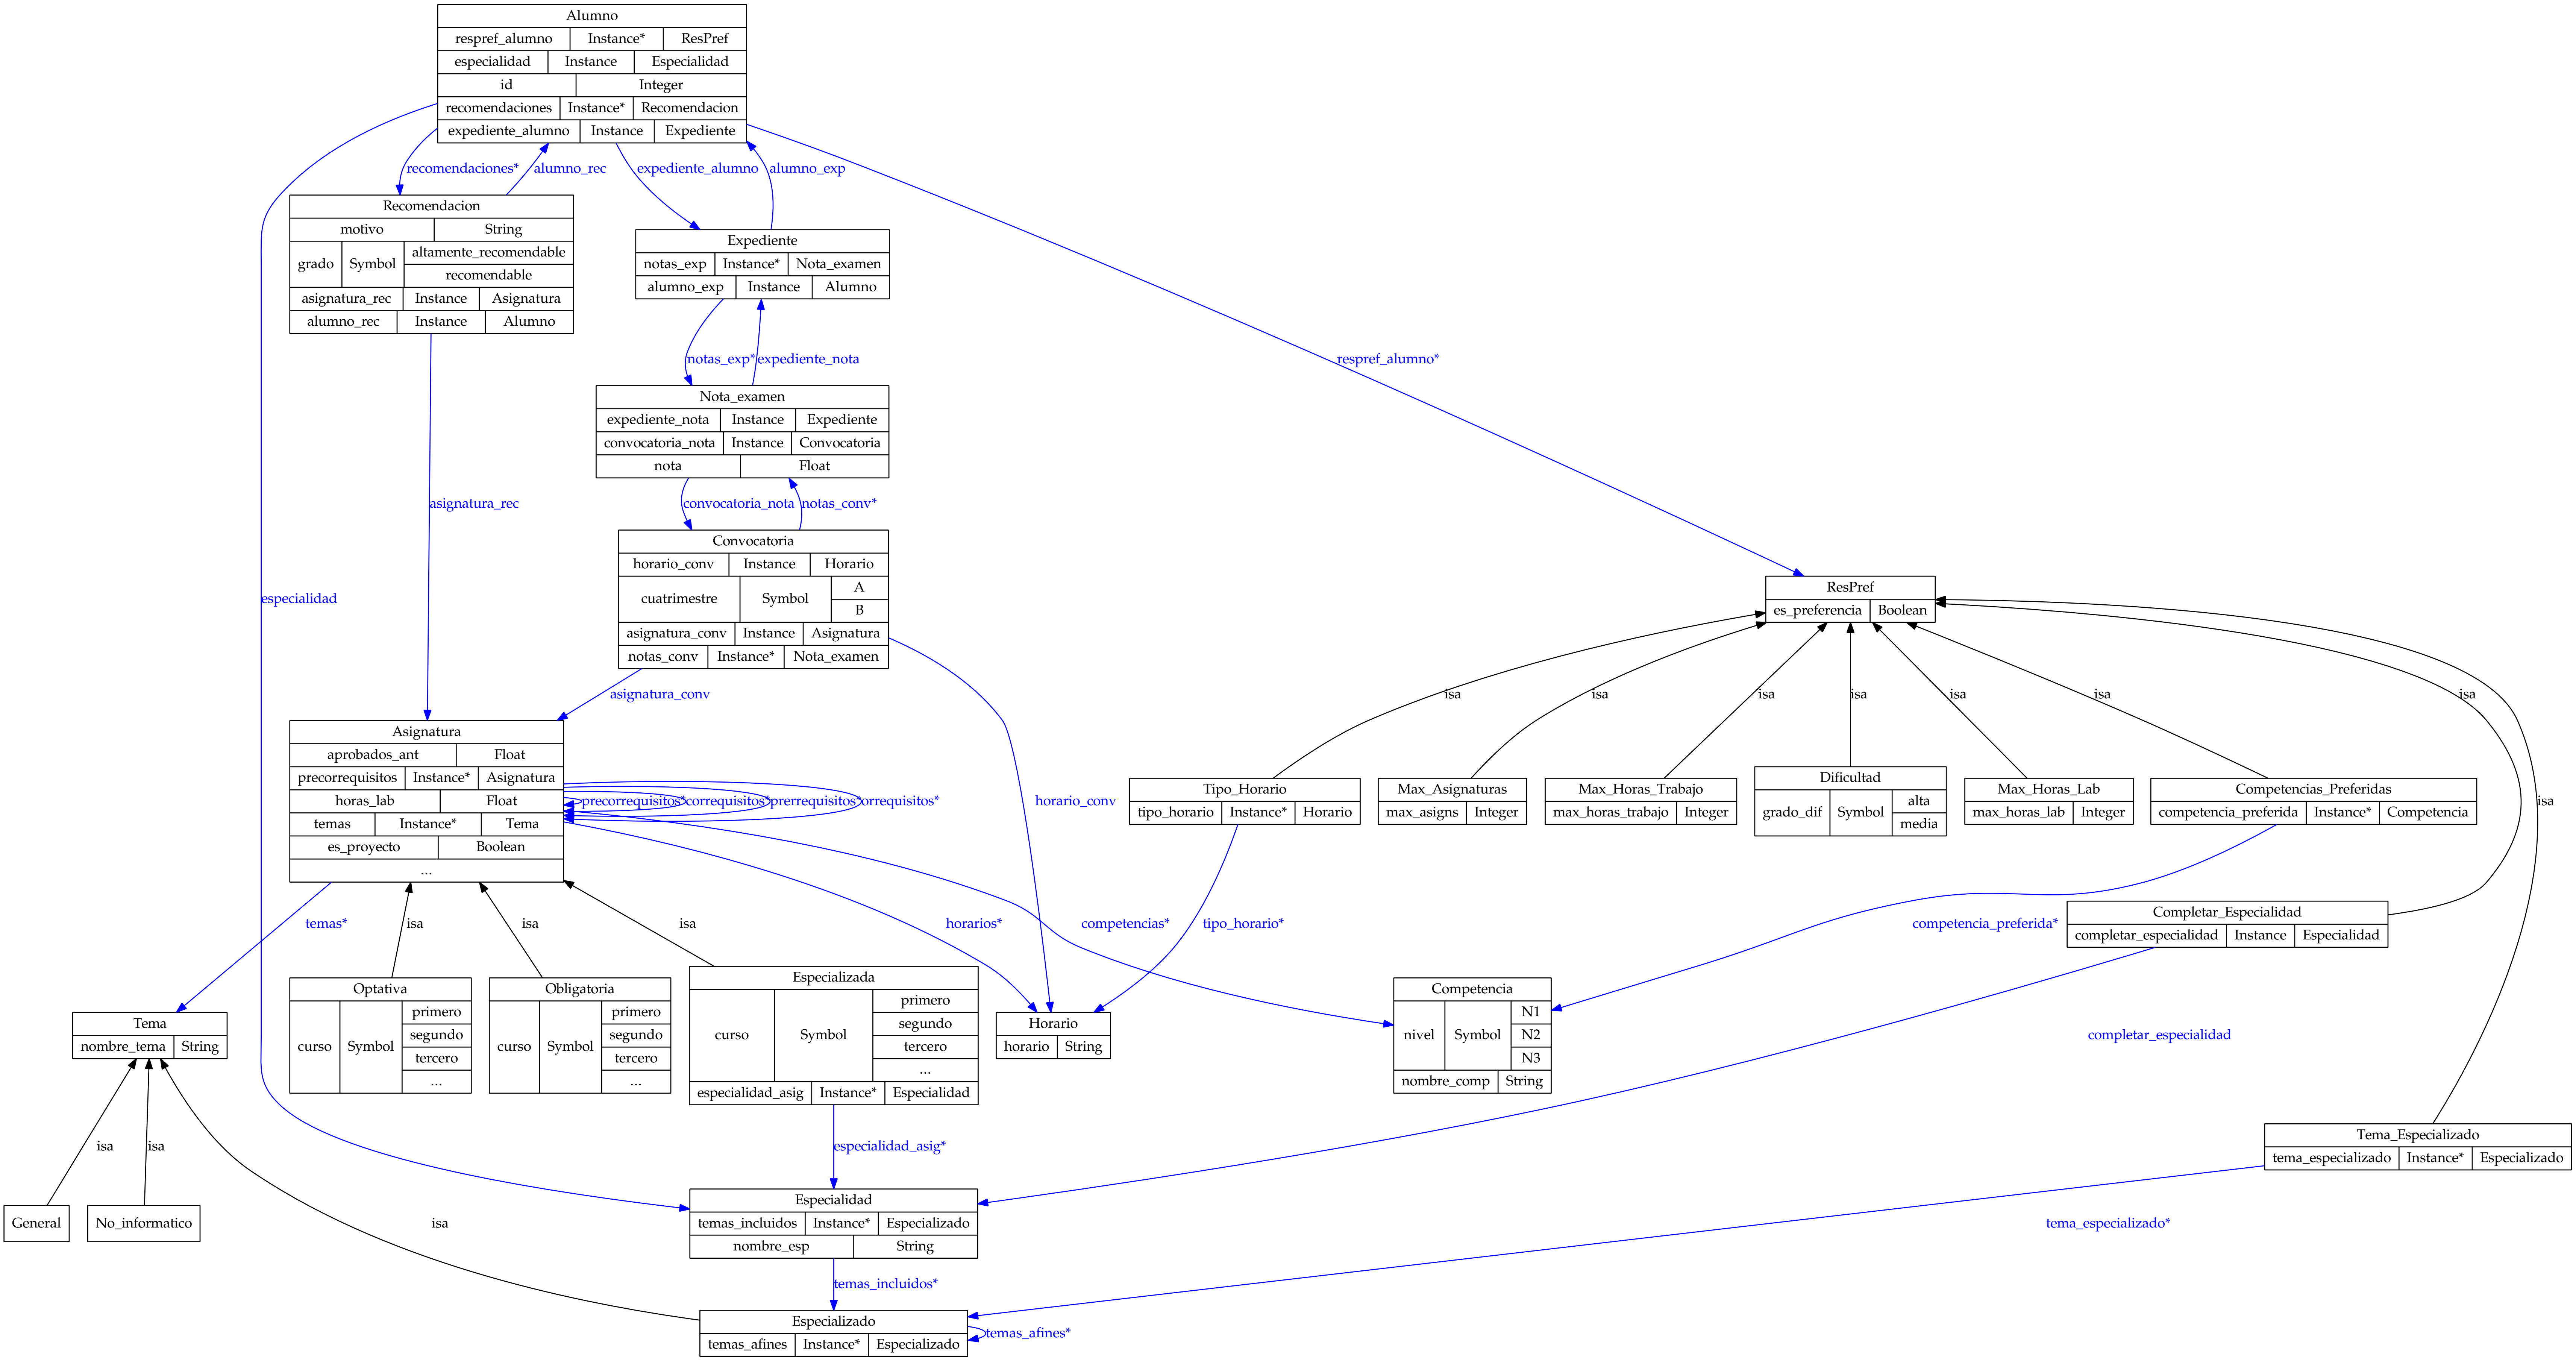 Alumno
respref_alumno Instance* ResPref
especialidad Instance Especialidad
id Integer
recomendaciones Instance* Recomendacion
expediente_alumno Instance Expediente
recomendaciones*
alumno_rec
expediente_alumno
alumno_exp
Recomendacion
motivo String
grado Symbol altamente_recomendable
recomendable
asignatura_rec Instance Asignatura
alumno_rec Instance Alumno
Expediente
notas_exp Instance* Nota_examen
alumno_exp Instance Alumno
notas_exp*
expediente_nota
respref_alumno*
Nota_examen
expediente_nota Instance Expediente
convocatoria_nota Instance Convocatoria
nota Float
asignatura_rec
convocatoria_nota
notas_conv*
Convocatoria
horario_conv Instance Horario
cuatrimestre Symbol A
B
asignatura_conv Instance Asignatura
notas_conv Instance* Nota_examen
especialidad
ResPref
es_preferencia Boolean
asignatura_conv
isa
isa
isa
isa
isa
isa
isa
Asignatura
aprobados_ant Float
precorrequisitos Instance* Asignatura
horas_lab Float
temas Instance* Tema
es_proyecto Boolean
...
precorrequisitos*
correquisitos*
prerrequisitos*
orrequisitos*
horario_conv
Tipo_Horario
tipo_horario Instance* Horario
Max_Asignaturas
max_asigns Integer
Max_Horas_Trabajo
max_horas_trabajo Integer
Dificultad
grado_dif Symbol alta
media
Max_Horas_Lab
max_horas_lab Integer
Competencias_Preferidas
competencia_preferida Instance* Competencia
isa
temas*
isa
isa
isa
horarios*
competencias*
tipo_horario*
competencia_preferida*
Completar_Especialidad
completar_especialidad Instance Especialidad
Tema
nombre_tema String
Optativa
curso Symbol primero
segundo
tercero
...
Obligatoria
curso Symbol primero
segundo
tercero
...
Especializada
curso Symbol primero
segundo
tercero
...
especialidad_asig Instance* Especialidad
Horario
horario String
Competencia
nivel Symbol N1
N2
N3
nombre_comp String
completar_especialidad
isa
isa
especialidad_asig*
Tema_Especializado
tema_especializado Instance* Especializado
General
No_informatico
isa
Especialidad
temas_incluidos Instance* Especializado
nombre_esp String
tema_especializado*
temas_incluidos*
Especializado
temas_afines Instance* Especializado
temas_afines*